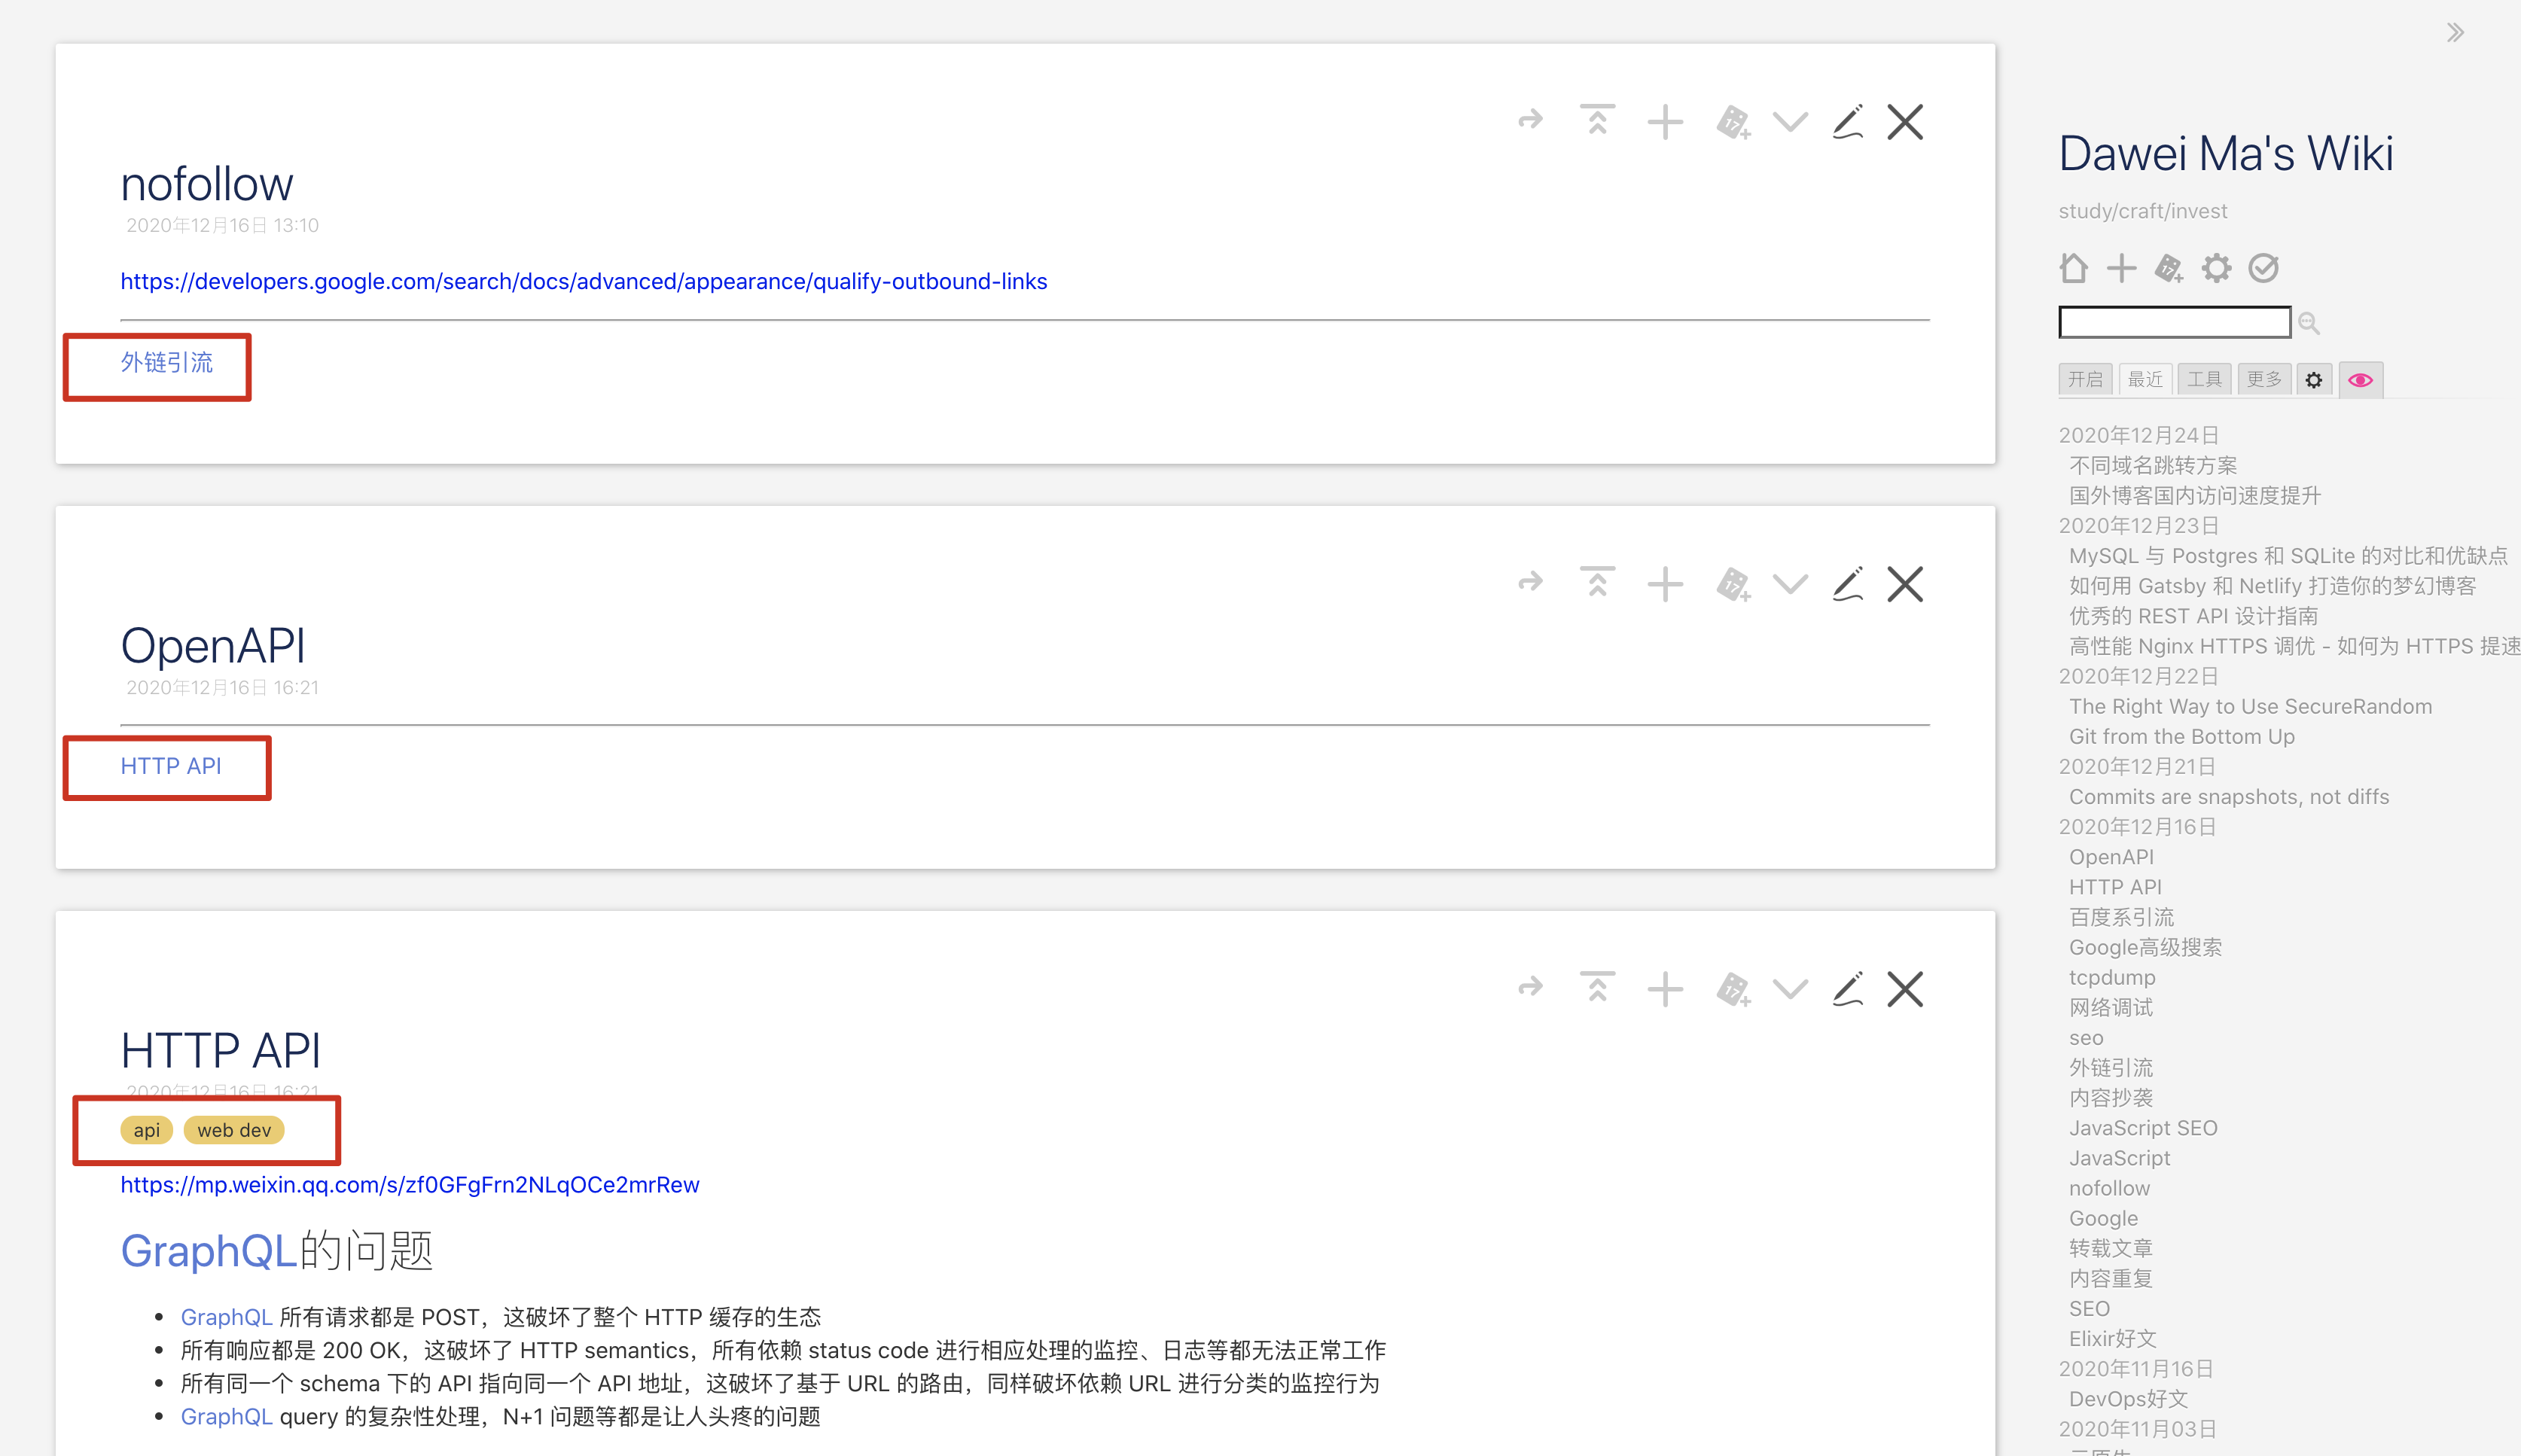 nofollow
2020年12月16日 13:10
https://developers.google.com/search/docs/advanced/appearance/qualify-outbound-links
外链引流
OpenAPI
2020年12月16日 16:21
HTTP API
HTTP API
2020年12月16日 16:21
api web dev
https://mp.weixin.qq.com/s/zf0GFgFrn2NLqOCe2mrRew
GraphQL的问题
GraphQL 所有请求都是 POST，这破坏了整个 HTTP 缓存的生态
所有响应都是 200 OK，这破坏了 HTTP semantics，所有依赖 status code 进行相应处理的监控、日志等都无法正常工作
所有同一个 schema 下的 API 指向同一个 API 地址，这破坏了基于 URL 的路由，同样破坏依赖 URL 进行分类的监控行为
GraphQL query 的复杂性处理，N+1 问题等都是让人头疼的问题
Dawei Ma's Wiki
study/craft/invest
开启 最近 工具 更多
2020年12月24日
不同域名跳转方案
国外博客国内访问速度提升
2020年12月23日
MySQL 与 Postgres 和 SQLite 的对比和优缺点
如何用 Gatsby 和 Netlify 打造你的梦幻博客
优秀的 REST API 设计指南
高性能 Nginx HTTPS 调优 - 如何为 HTTPS 提速
2020年12月22日
The Right Way to Use SecureRandom
Git from the Bottom Up
2020年12月21日
Commits are snapshots, not diffs
2020年12月16日
OpenAPI
HTTP API
百度系引流
Google高级搜索
tcpdump
网络调试
seo
外链引流
内容抄袭
JavaScript SEO
JavaScript
nofollow
Google
转载文章
内容重复
SEO
Elixir好文
2020年11月16日
DevOps好文
2020年11月03日